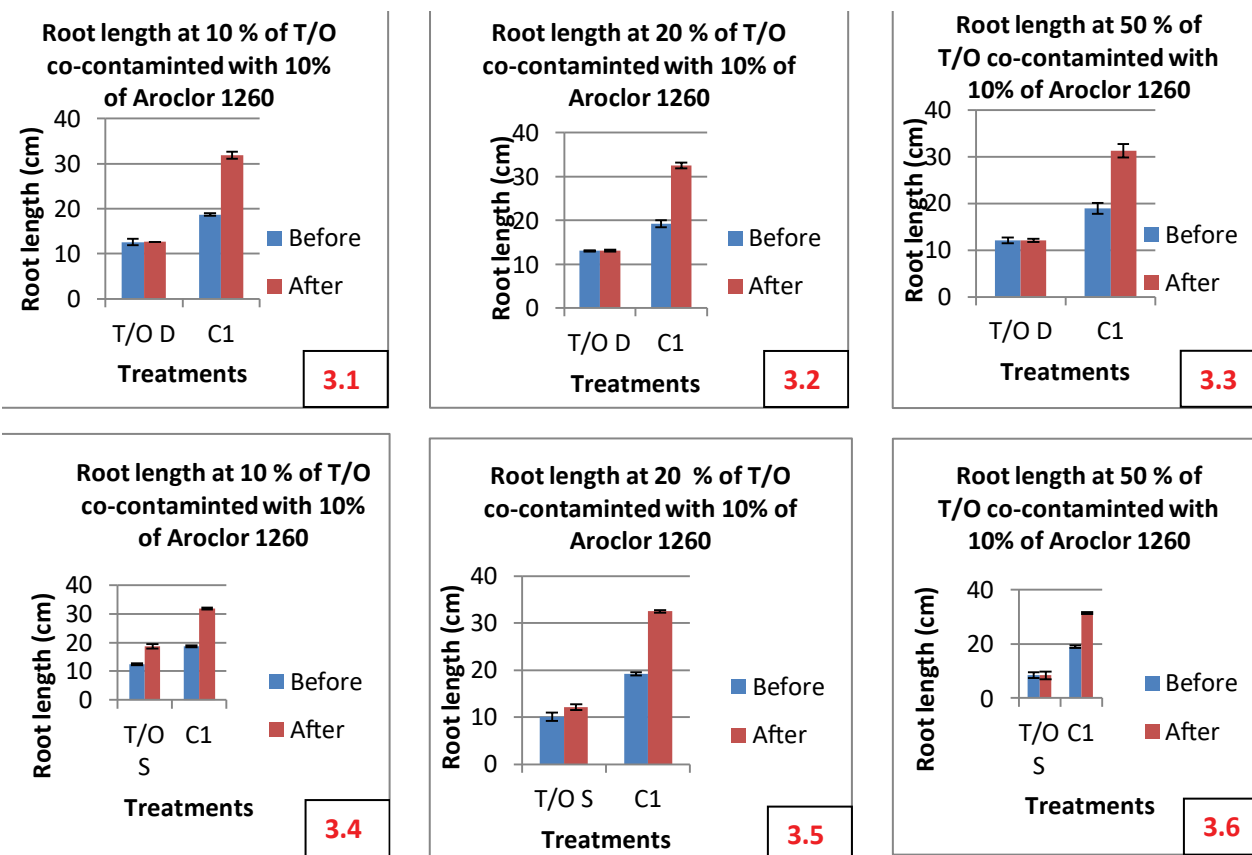 Root length at 10 % of T/O
co-contaminted with 10%
of Aroclor 1260
Root length (cm)
40
30
20
10
0
T/O D C1
Treatments
Before
After
3.1
Root length at 20 % of T/O
co-contaminted with 10% of
Aroclor 1260
Root length (cm)
40
30
20
10
0
T/O D C1
Treatments
Before
After
3.2
Root length at 50 % of
T/O co-contaminted with
10% of Aroclor 1260
Root length (cm)
40
30
20
10
0
T/O D C1
Treatments
Before
After
3.3
Root length at 10 % of T/O
co-contaminted with 10%
of Aroclor 1260
Root length (cm)
40
30
20
10
0
T/O C1
S
Treatments
Before
After
3.4
Root length at 20 % of T/O
co-contaminted with 10% of
Aroclor 1260
Root length (cm)
40
30
20
10
0
T/O S C1
Treatments
Before
After
3.5
Root length at 50 % of
T/O co-contaminted with
10% of Aroclor 1260
Root length (cm)
40
20
0
T/O C1
S
Treatments
Before
After
3.6